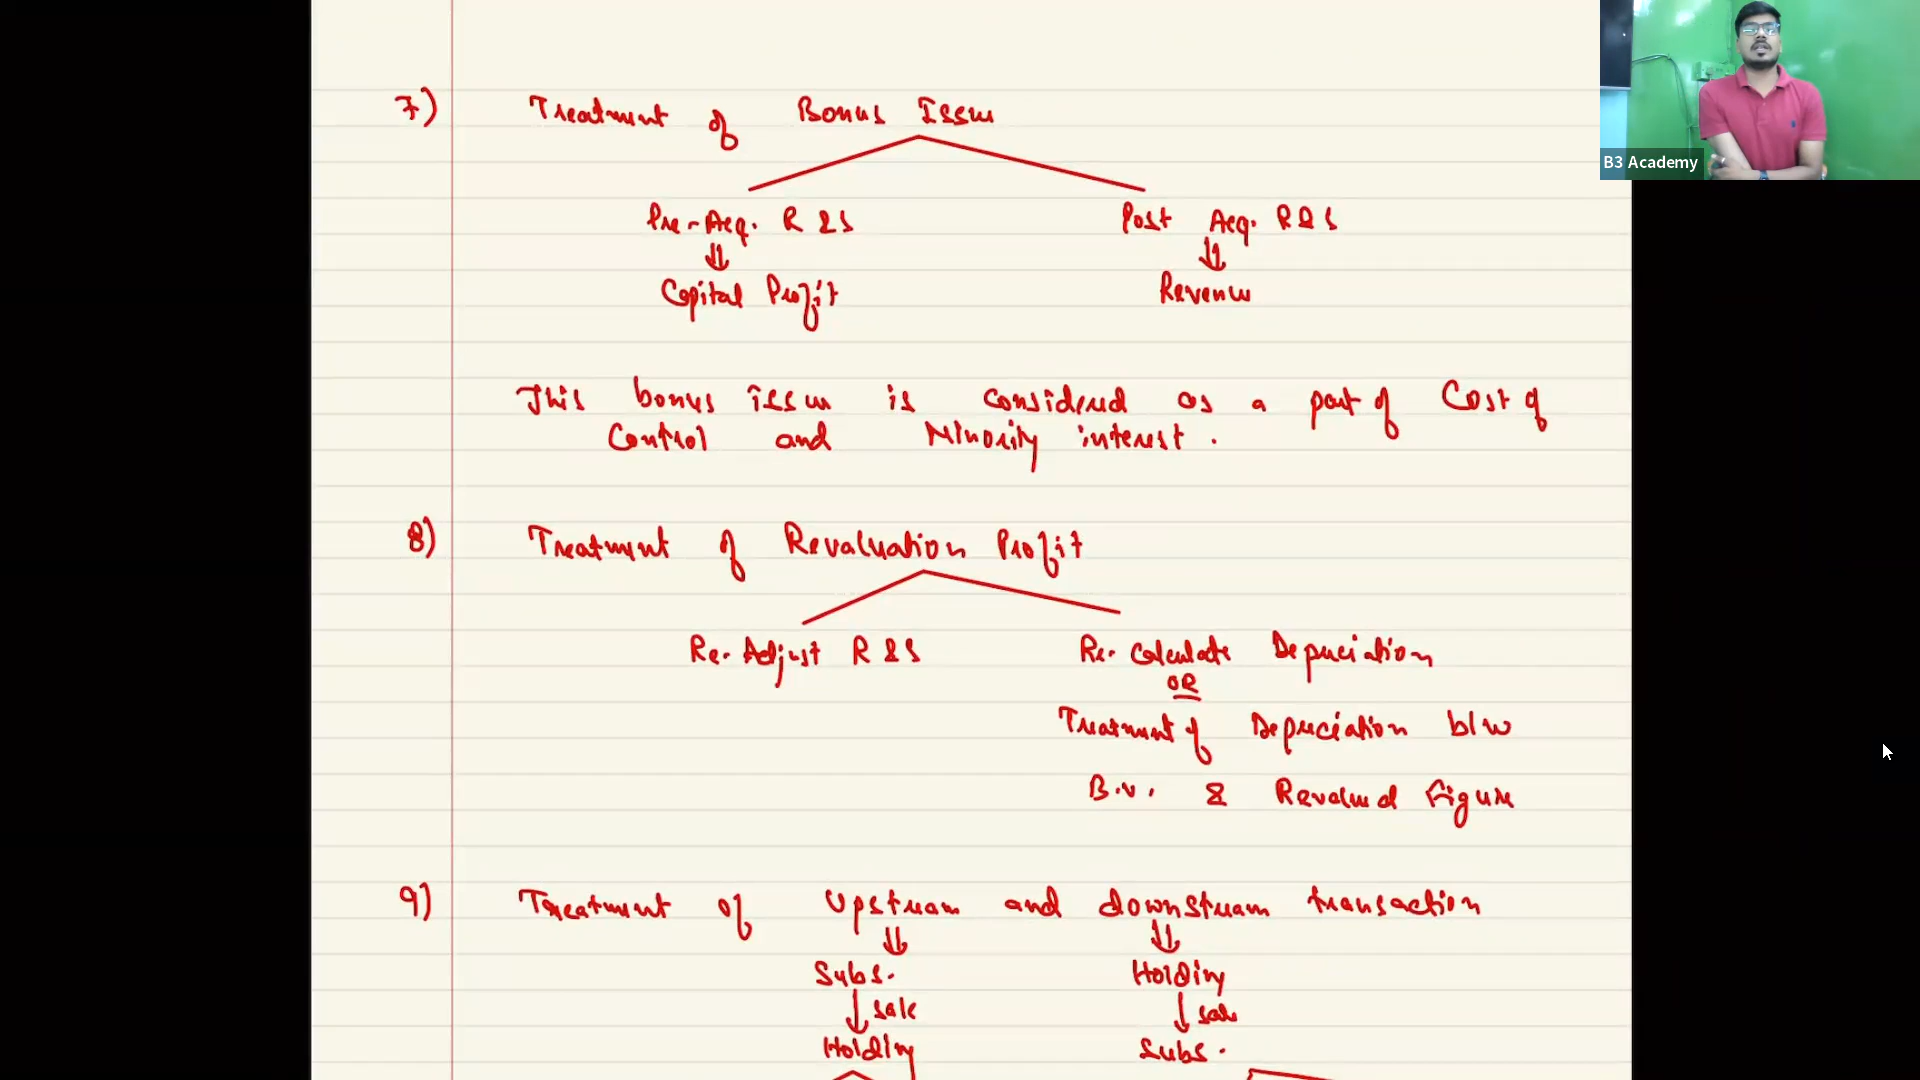 B3 Academy
7) Treatment of Bonus Issue
Pre-Acq. R & S Post Acq. R & S
Capital Profit Revenue
This bonus issue is considered as a part of Cost of
Control and Minority interest.
8) Treatment of Revaluation Profit
Re-Adjust R & S Re-Calculate Depreciation
OR
Treatment of Depreciation b/w
B.V. & Revalued Figure
9) Treatment of Upstream and downstream transaction
Subs. Holding
sale sale
Holding Subs.